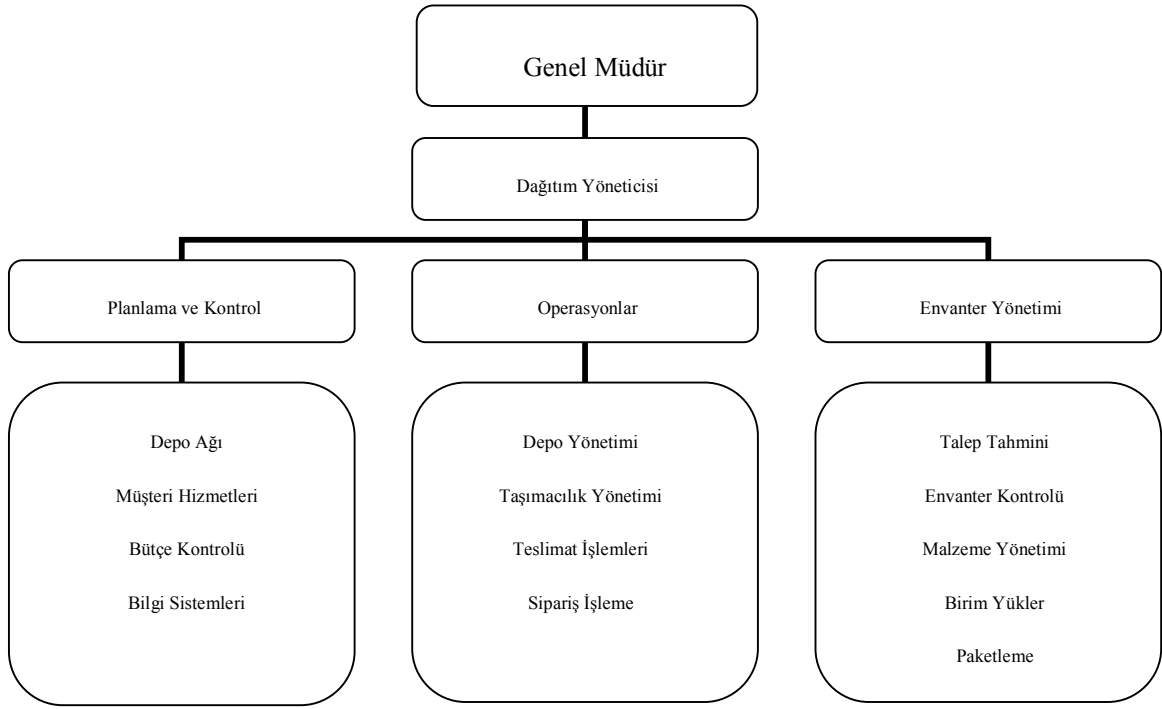 Genel Müdür
Dağıtım Yöneticisi
Planlama ve Kontrol
Operasyonlar
Envanter Yönetimi
Depo Ağı
Müşteri Hizmetleri
Bütçe Kontrolü
Bilgi Sistemleri
Depo Yönetimi
Taşımacılık Yönetimi
Teslimat İşlemleri
Sipariş İşleme
Talep Tahmini
Envanter Kontrolü
Malzeme Yönetimi
Birim Yükler
Paketleme